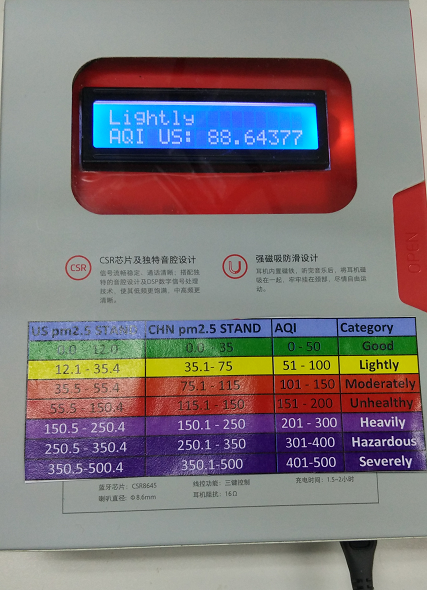 Lightly
AQI US: 88.64377
CSR
CSR芯片及独特音腔设计
信号流畅稳定、通话清晰；搭配独
特的音腔设计及DSP数字信号处理
技术，使其低频更饱满，中高频更
清晰。
强磁吸防滑设计
耳机内置磁铁，听完音乐后，将耳机磁
吸在一起，牢牢绕在颈部，环境自由运
动。
OPEN
US pm2.5 STAND. CHN pm2.5 STAND AQI Category
0.0 - 12.0 0.0 - 35 0 - 50 Good
12.1 - 35.4 35.1- 75 51 - 100 Lightly
35.5 - 55.4 75.1 - 115 101 - 150 Moderately
55.5 - 150.4 115.1 - 150 151 - 200 Unhealthy
150.5 - 250.4 150.1 - 250 201 - 300 Heavily
250.5 - 350.4 250.1 - 350 301-400 Hazardous
350.5-500.4 350.1-500 401-500 Severely
蓝牙芯片：CSR8645 线控功能：三键控制 充电时间：1.5~2小时
喇叭直径：Φ8.6mm 耳机阻抗：16Ω